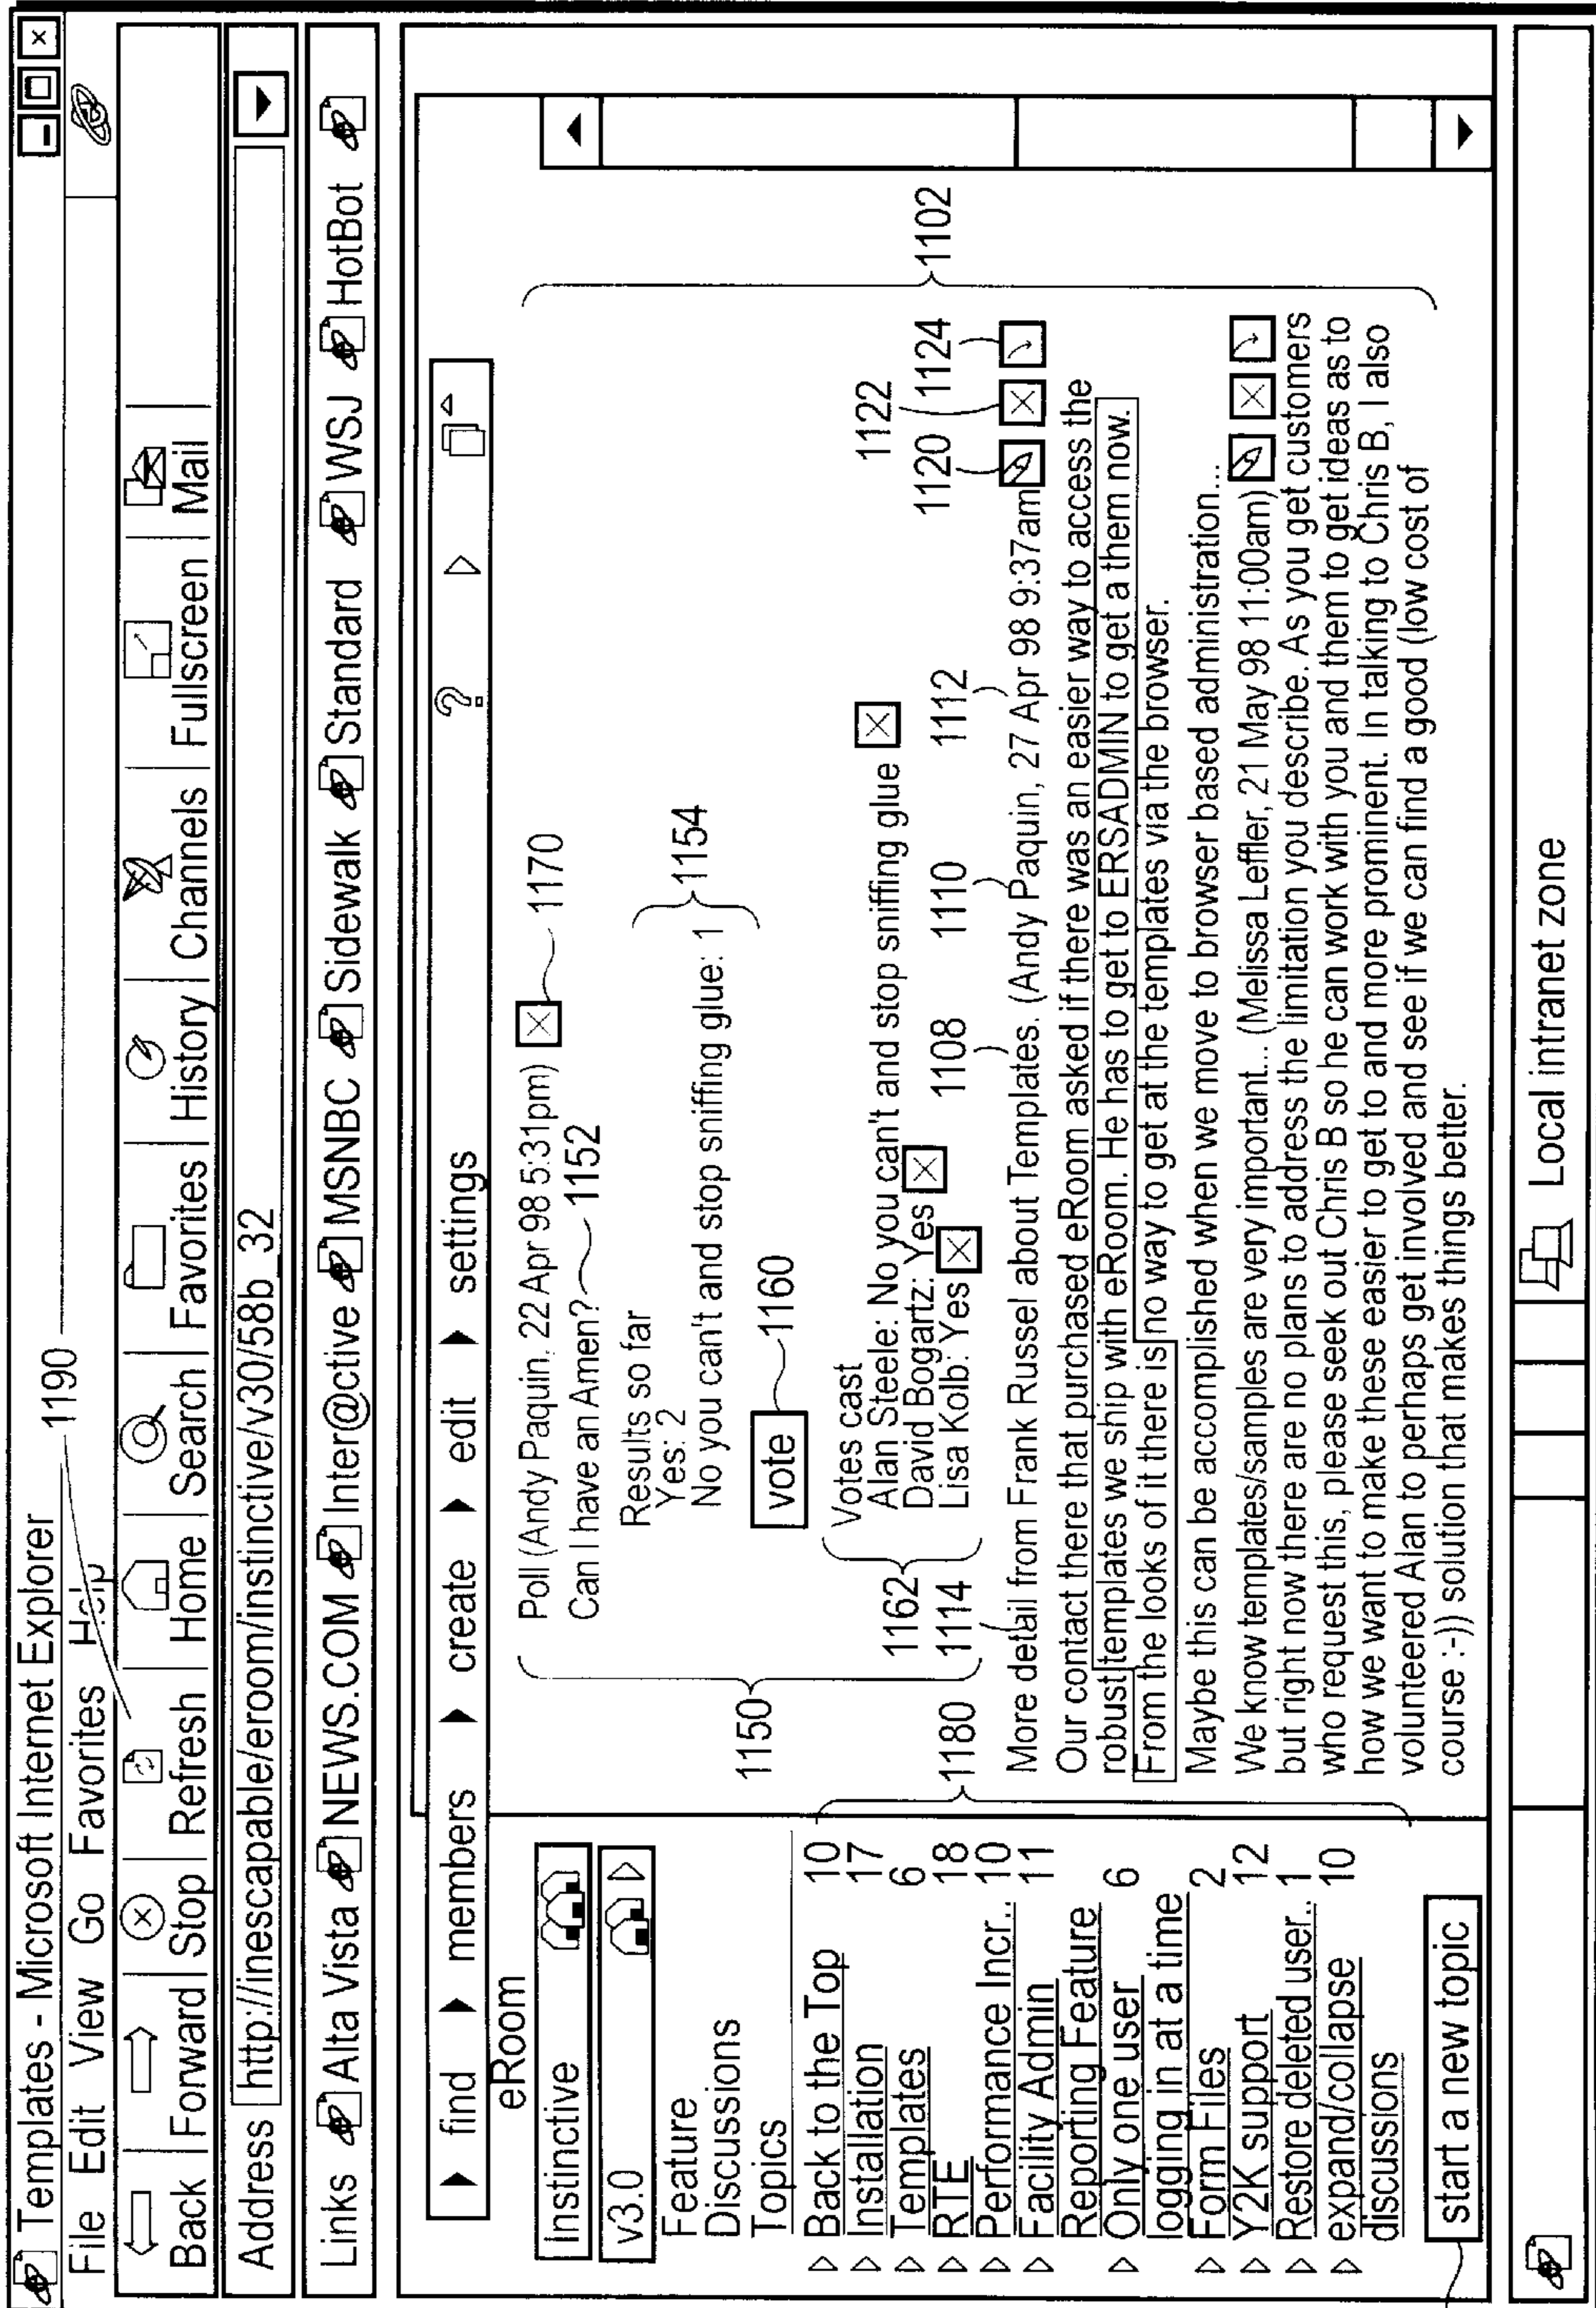 Templates - Microsoft Internet Explorer
1190
File Edit View Go Favorites Help
Back Forward Stop Refresh Home Search Favorites History Channels Fullscreen Mail
Address http://inescapable/eroom/instinctive/v30/58b_32
Links Alta Vista NEWS.COM Inter@ctive MSNBC Sidewalk Standard WSJ HotBot
find members create edit settings ?
eRoom
Instinctive
v3.0
Feature
Discussions
Topics
Back to the Top 10
Installation 17
Templates 6
RTE 18
Performance Incr.. 10
Facility Admin 11
Reporting Feature
Only one user 6
logging in at a time
Form Files 2
Y2K support 12
Restore deleted user.. 1
expand/collapse 10
discussions
start a new topic
1180
1150
Poll (Andy Paquin, 22 Apr 98 5:31pm) 1170
Can I have an Amen? 1152
Results so far
Yes: 2
No you can't and stop sniffing glue: 1
1154
vote 1160
Votes cast
Alan Steele: No you can't and stop sniffing glue
David Bogartz: Yes
Lisa Kolb: Yes
1162
1114 1108 1110 1112 1120 1122 1124
1102
More detail from Frank Russel about Templates. (Andy Paquin, 27 Apr 98 9:37am
Our contact there that purchased eRoom asked if there was an easier way to access the
robust templates we ship with eRoom. He has to get to ERSADMIN to get a them now.
From the looks of it there is no way to get at the templates via the browser.
Maybe this can be accomplished when we move to browser based administration...
We know templates/samples are very important... (Melissa Leffler, 21 May 98 11:00am)
but right now there are no plans to address the limitation you describe. As you get customers
who request this, please seek out Chris B so he can work with you and them to get ideas as to
how we want to make these easier to get to and more prominent. In talking to Chris B, I also
volunteered Alan to perhaps get involved and see if we can find a good (low cost of
course :-)) solution that makes things better.
Local intranet zone